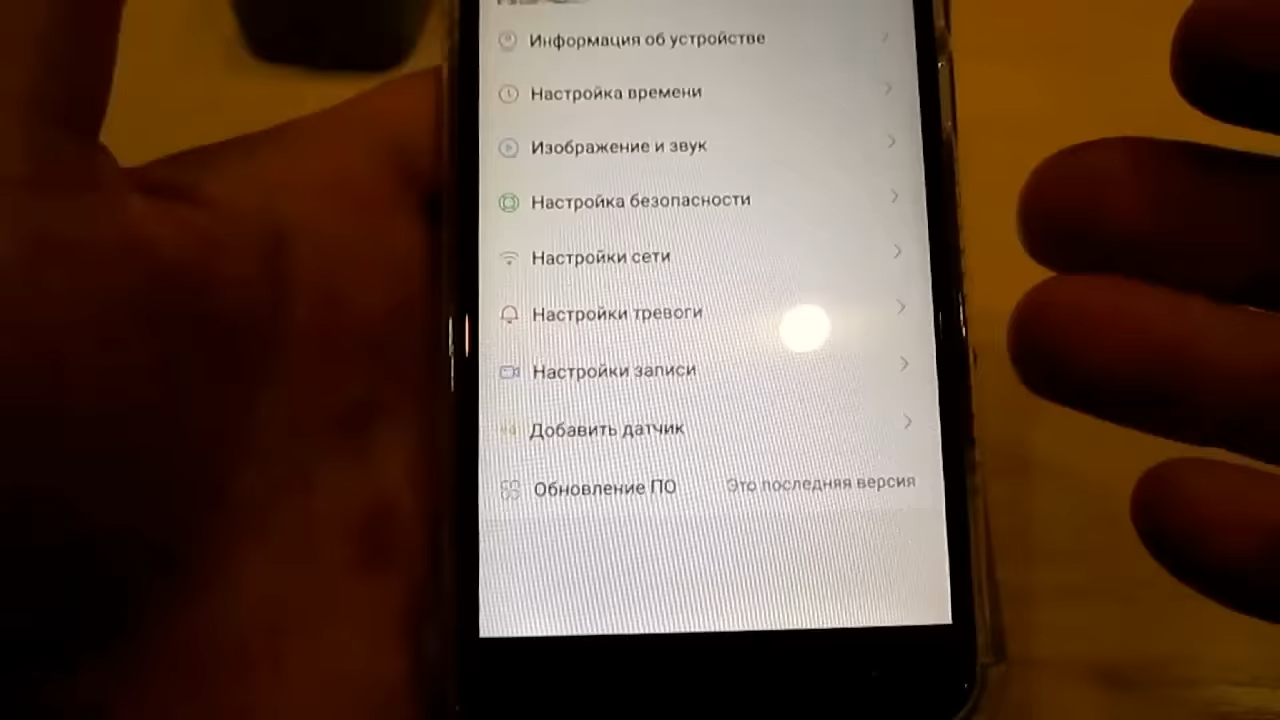 Информация об устройстве
Настройка времени
Изображение и звук
Настройка безопасности
Настройки сети
Настройки тревоги
Настройки записи
Добавить датчик
Обновление ПО Это последняя версия